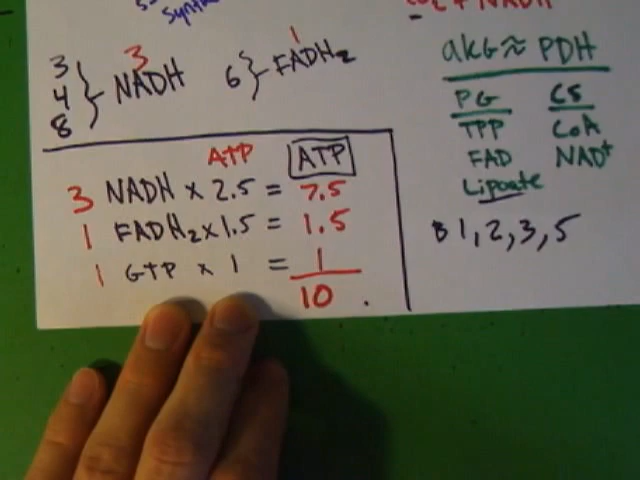 CO2 + NADH
3
4
8
3
NADH
6
1
FADH2
αKG ≈ PDH
PG CS
TPP CoA
FAD NAD+
Lipoate
B 1, 2, 3, 5
ATP ATP
3 NADH x 2.5 = 7.5
1 FADH2 x 1.5 = 1.5
1 GTP x 1 = 1
10 .